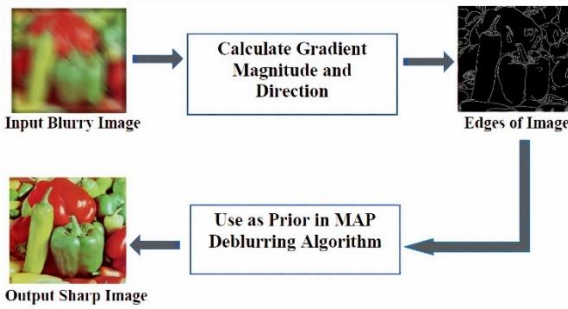 Calculate Gradient
Magnitude and
Direction
Input Blurry Image
Edges of Image
Use as Prior in MAP
Deblurring Algorithm
Output Sharp Image